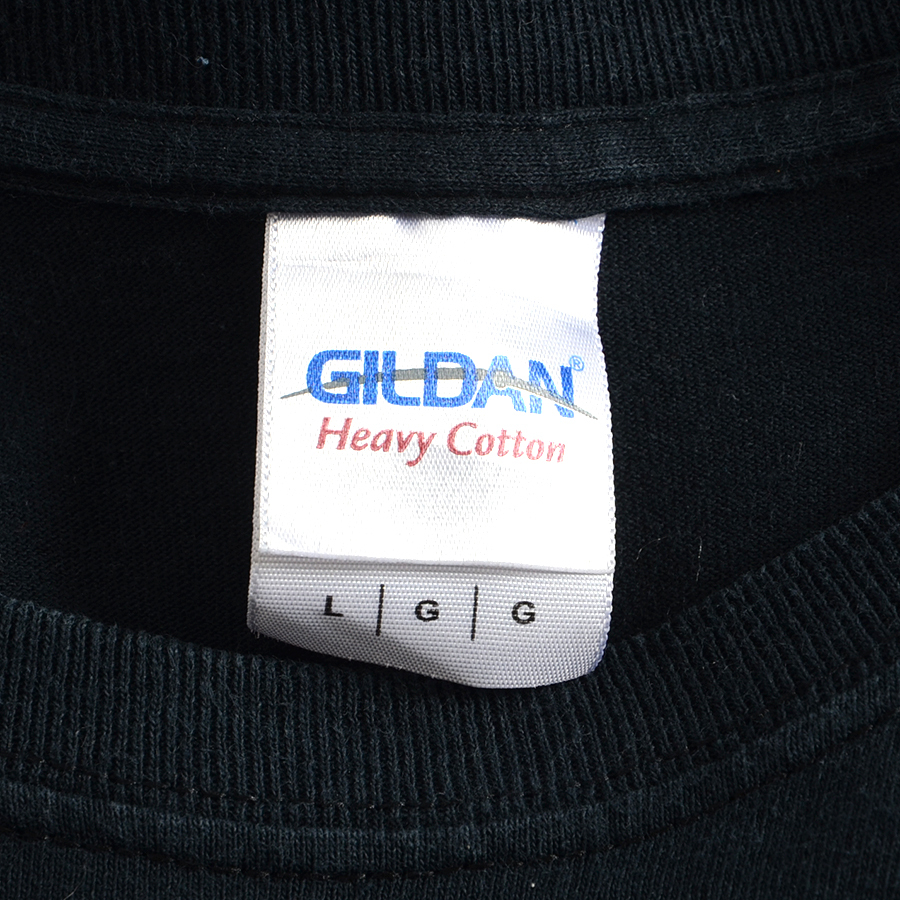 GILDAN®
Heavy Cotton
L | G | G